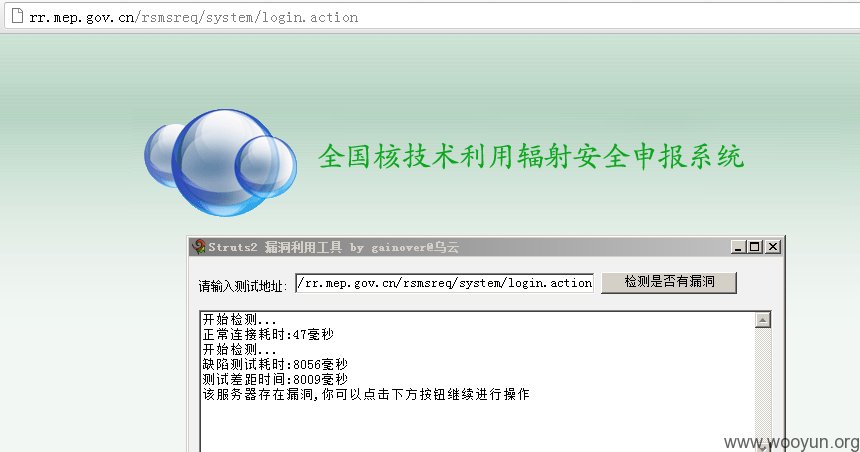 rr.mep.gov.cn/rsmsreq/system/login.action
全国核技术利用辐射安全申报系统
Struts2 漏洞利用工具 by gainover@乌云
请输入测试地址: /rr.mep.gov.cn/rsmsreq/system/login.action 检测是否有漏洞
开始检测...
正常连接耗时:47毫秒
开始检测...
缺陷测试耗时:8056毫秒
测试差距时间:8009毫秒
该服务器存在漏洞,你可以点击下方按钮继续进行操作
www.wooyun.org